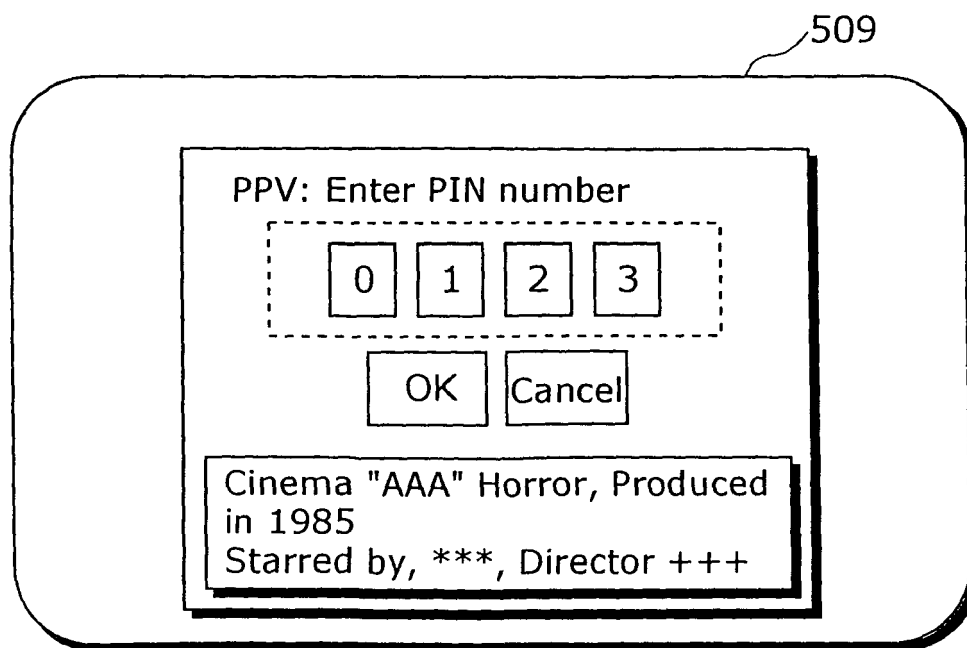 509
PPV: Enter PIN number
0 1 2 3
OK Cancel
Cinema "AAA" Horror, Produced
in 1985
Starred by, ***, Director +++